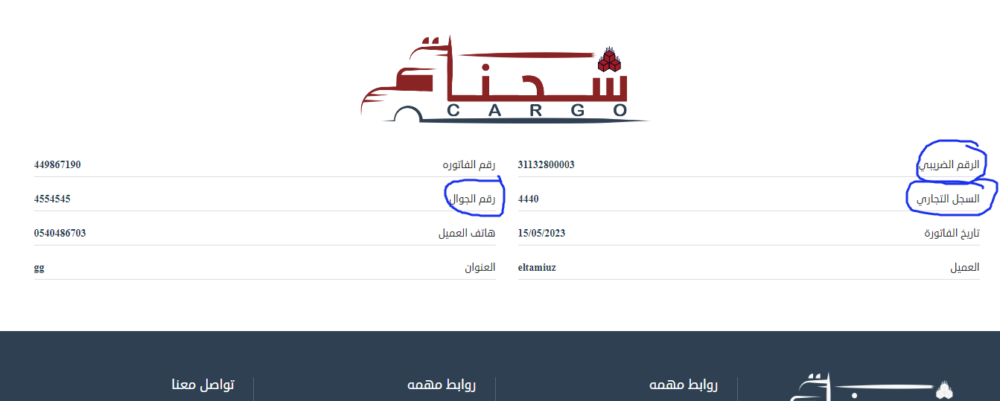 شحنات
CARGO
الرقم الضريبي 31132800003
رقم الفاتوره 449867190
السجل التجاري 4440
رقم الجوال 4554545
تاريخ الفاتورة 15/05/2023
هاتف العميل 0540486703
العميل eltamiuz
العنوان gg
روابط مهمه
روابط مهمه
تواصل معنا